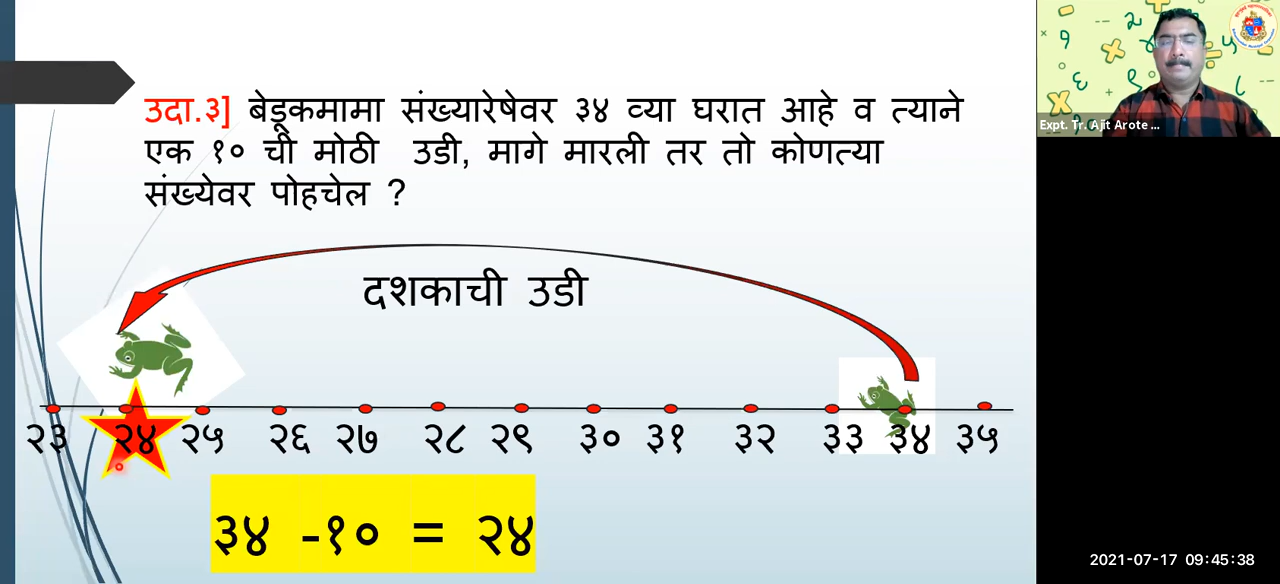 उदा.३] बेडूकमामा संख्यारेषेवर ३४ व्या घरात आहे व त्याने
एक १० ची मोठी उडी, मागे मारली तर तो कोणत्या
संख्येवर पोहचेल ?
दशकाची उडी
२३ २४ २५ २६ २७ २८ २९ ३० ३१ ३२ ३३ ३४ ३५
३४ -१० = २४
Expt. Tr. Ajit Arote ...
2021-07-17 09:45:38